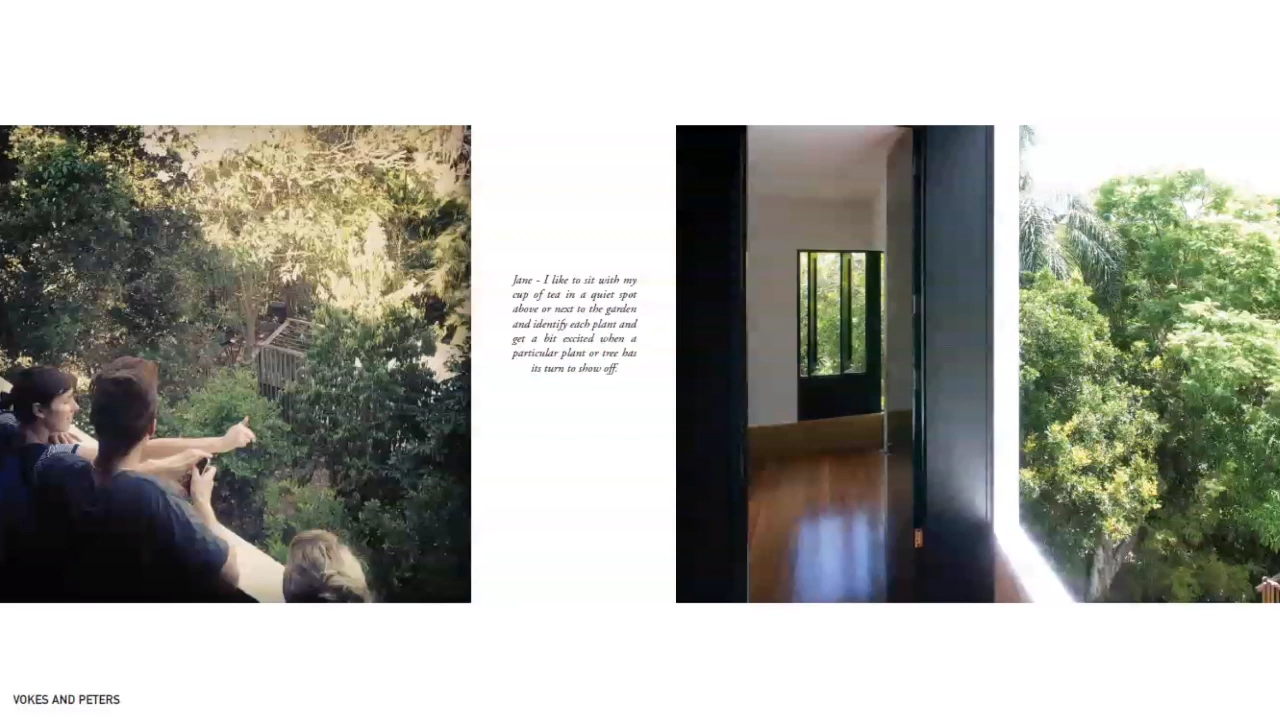 Jane - I like to sit with my
cup of tea in a quiet spot
above or next to the garden
and identify each plant and
get a bit excited when a
particular plant or tree has
its turn to show off.
VOKES AND PETERS